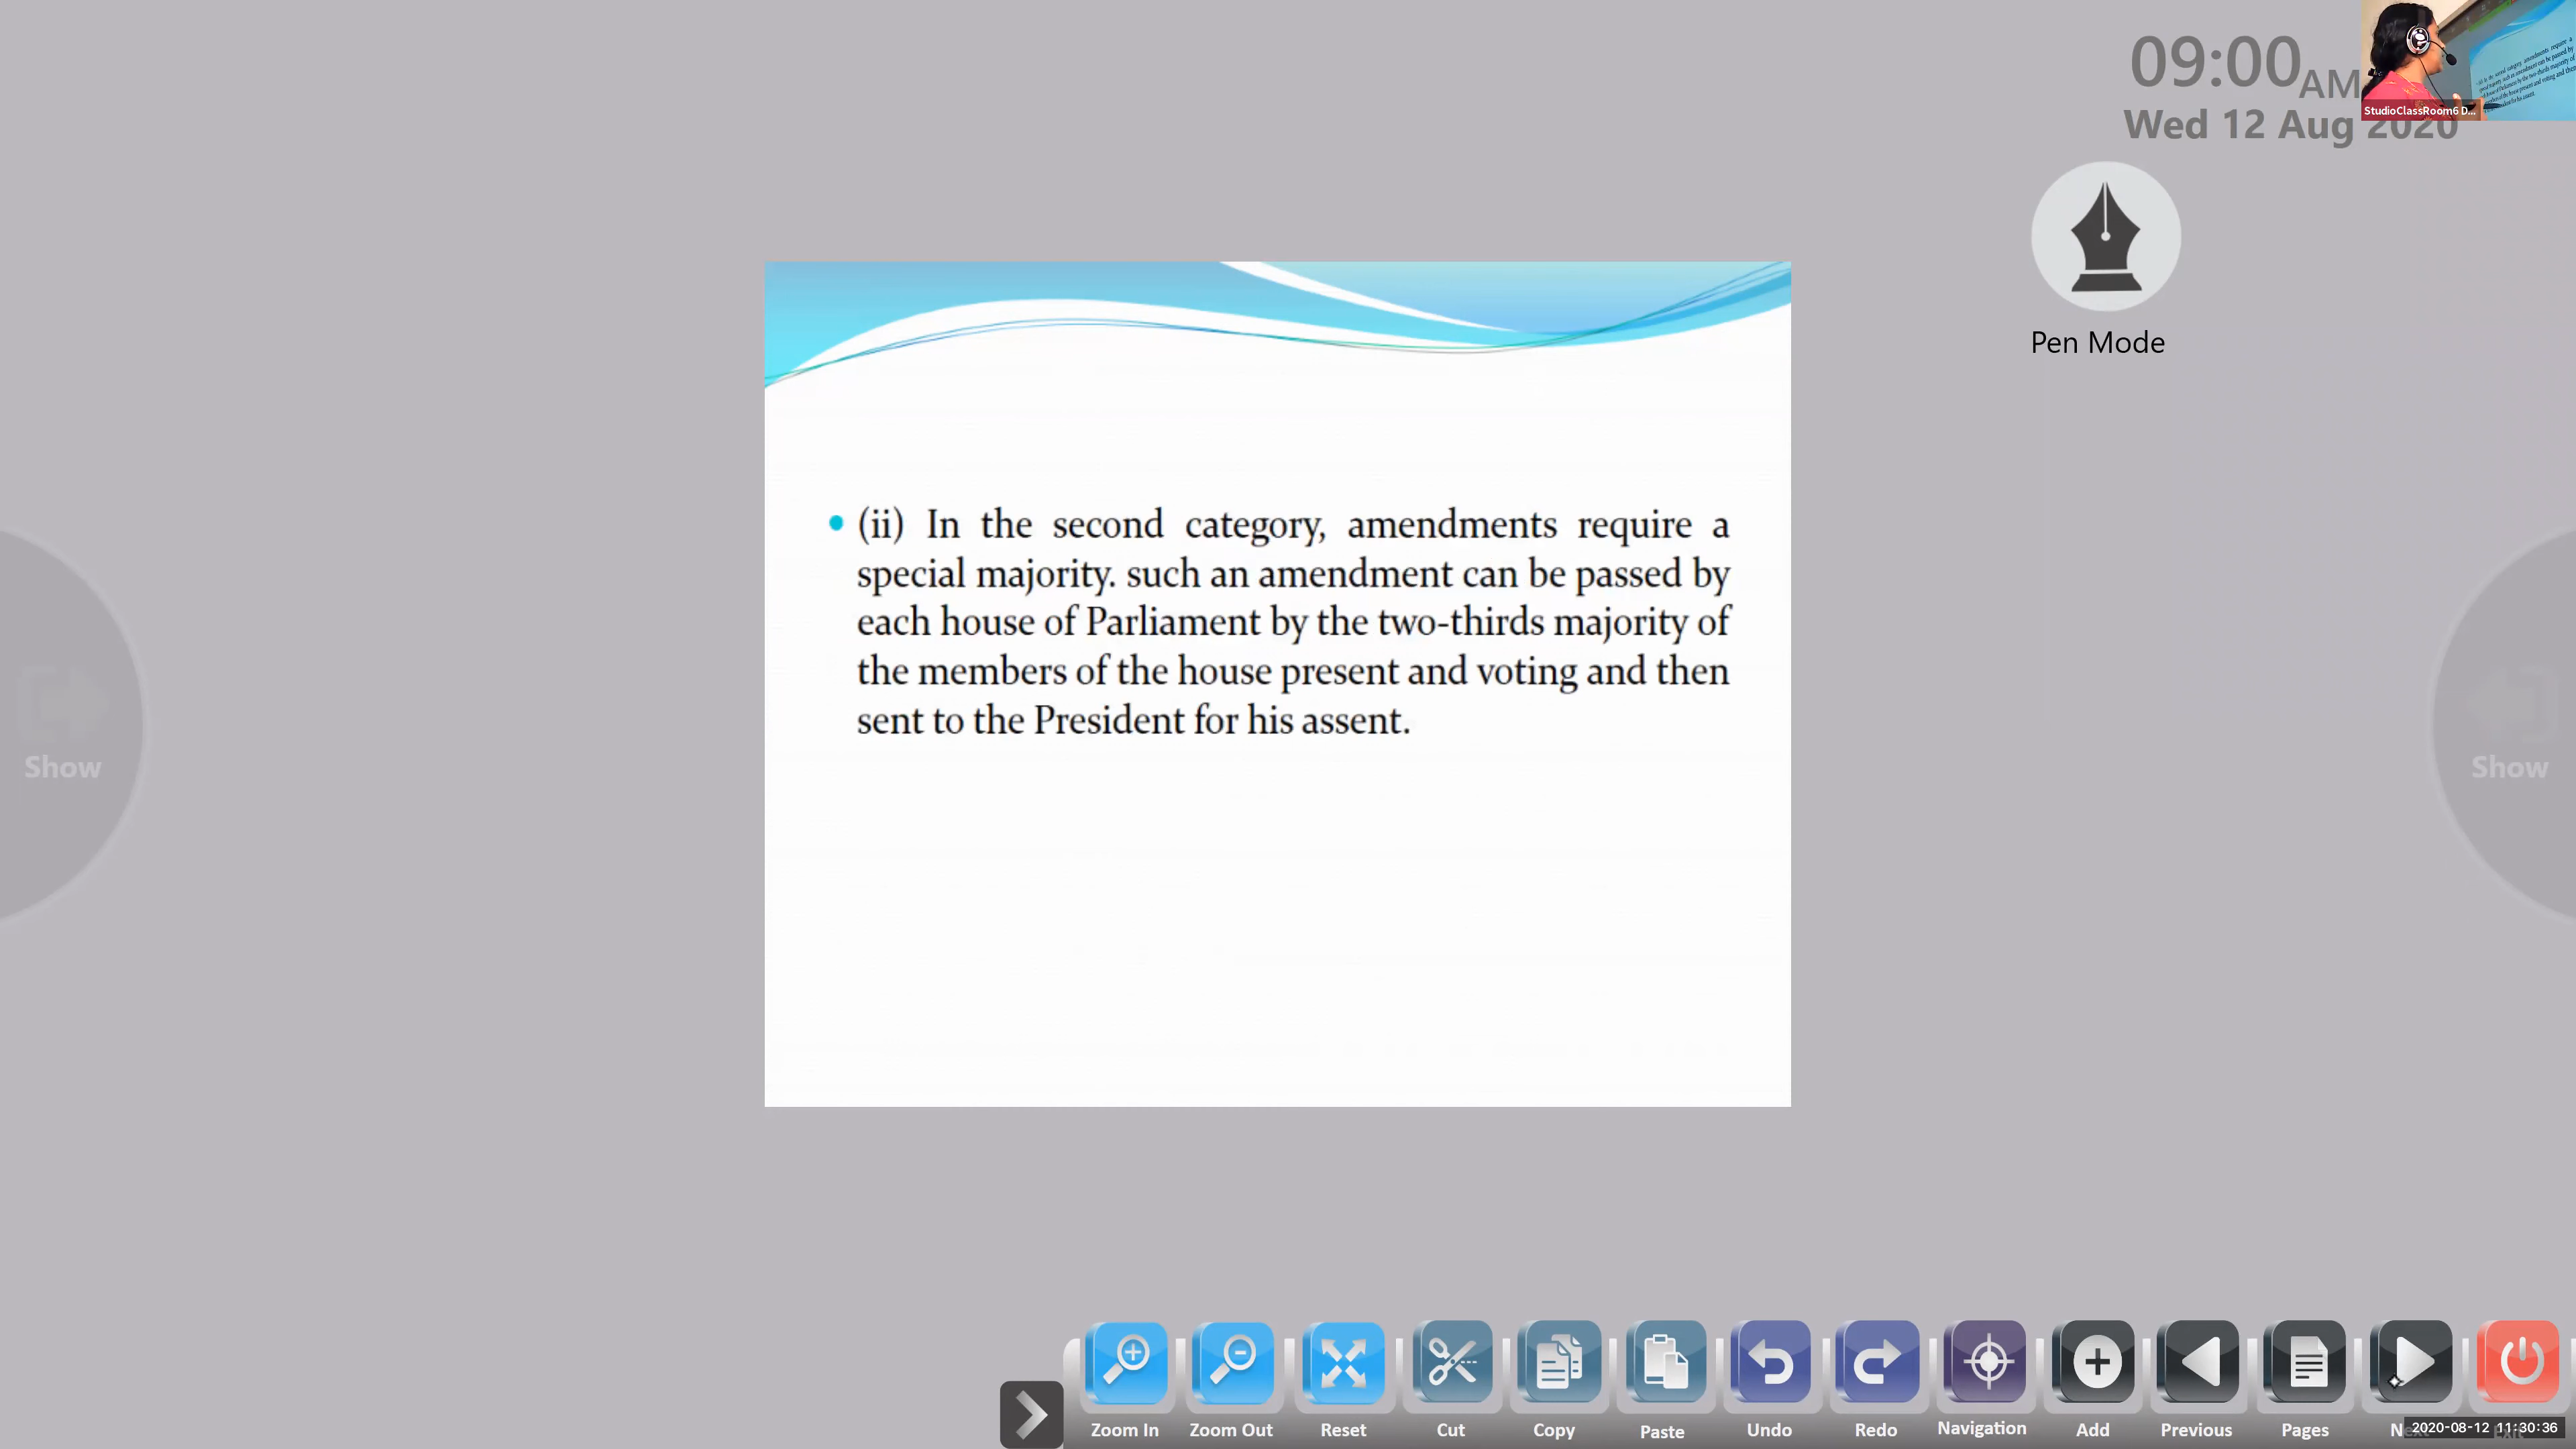 09:00 AM
Wed 12 Aug 2020
StudioClassRoom6 D...
Pen Mode
• (ii) In the second category, amendments require a
special majority. such an amendment can be passed by
each house of Parliament by the two-thirds majority of
the members of the house present and voting and then
sent to the President for his assent.
Show
Show
Zoom In Zoom Out Reset Cut Copy Paste Undo Redo Navigation Add Previous Pages
2020-08-12 11:30:36